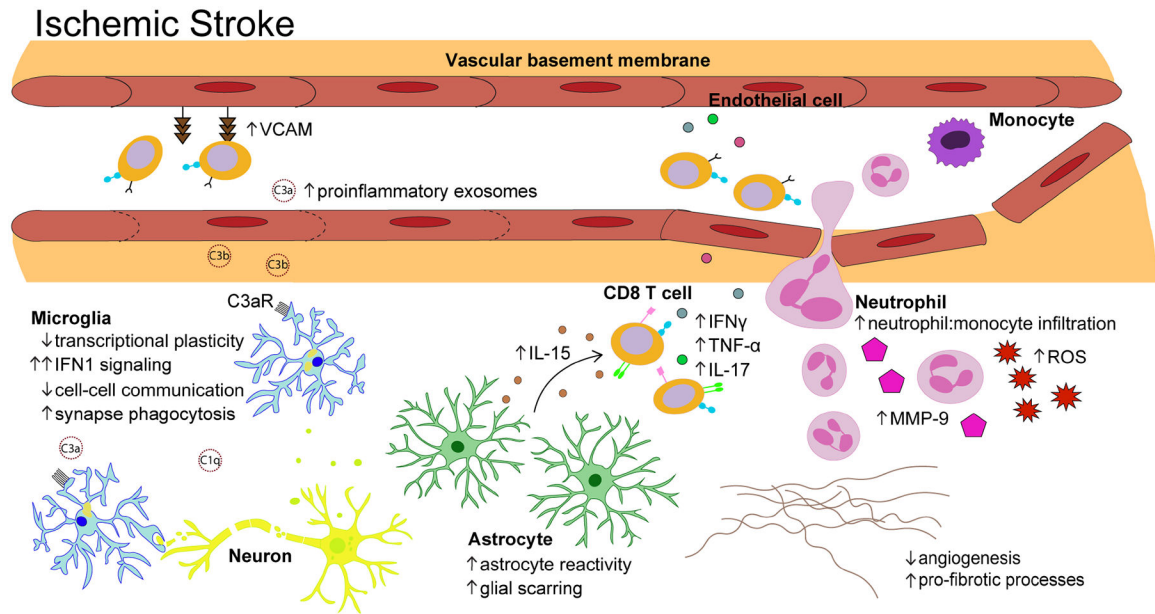 Ischemic Stroke
Vascular basement membrane
Endothelial cell
Monocyte
↑VCAM
C3a
↑proinflammatory exosomes
C3b
C3b
C3aR
Microglia
↓transcriptional plasticity
↑↑IFN1 signaling
↓cell-cell communication
↑synapse phagocytosis
C3a
C1q
Neuron
CD8 T cell
↑IL-15
↑IFNγ
↑TNF-α
↑IL-17
Neutrophil
↑neutrophil:monocyte infiltration
↑ROS
↑MMP-9
Astrocyte
↑astrocyte reactivity
↑glial scarring
↓angiogenesis
↑pro-fibrotic processes